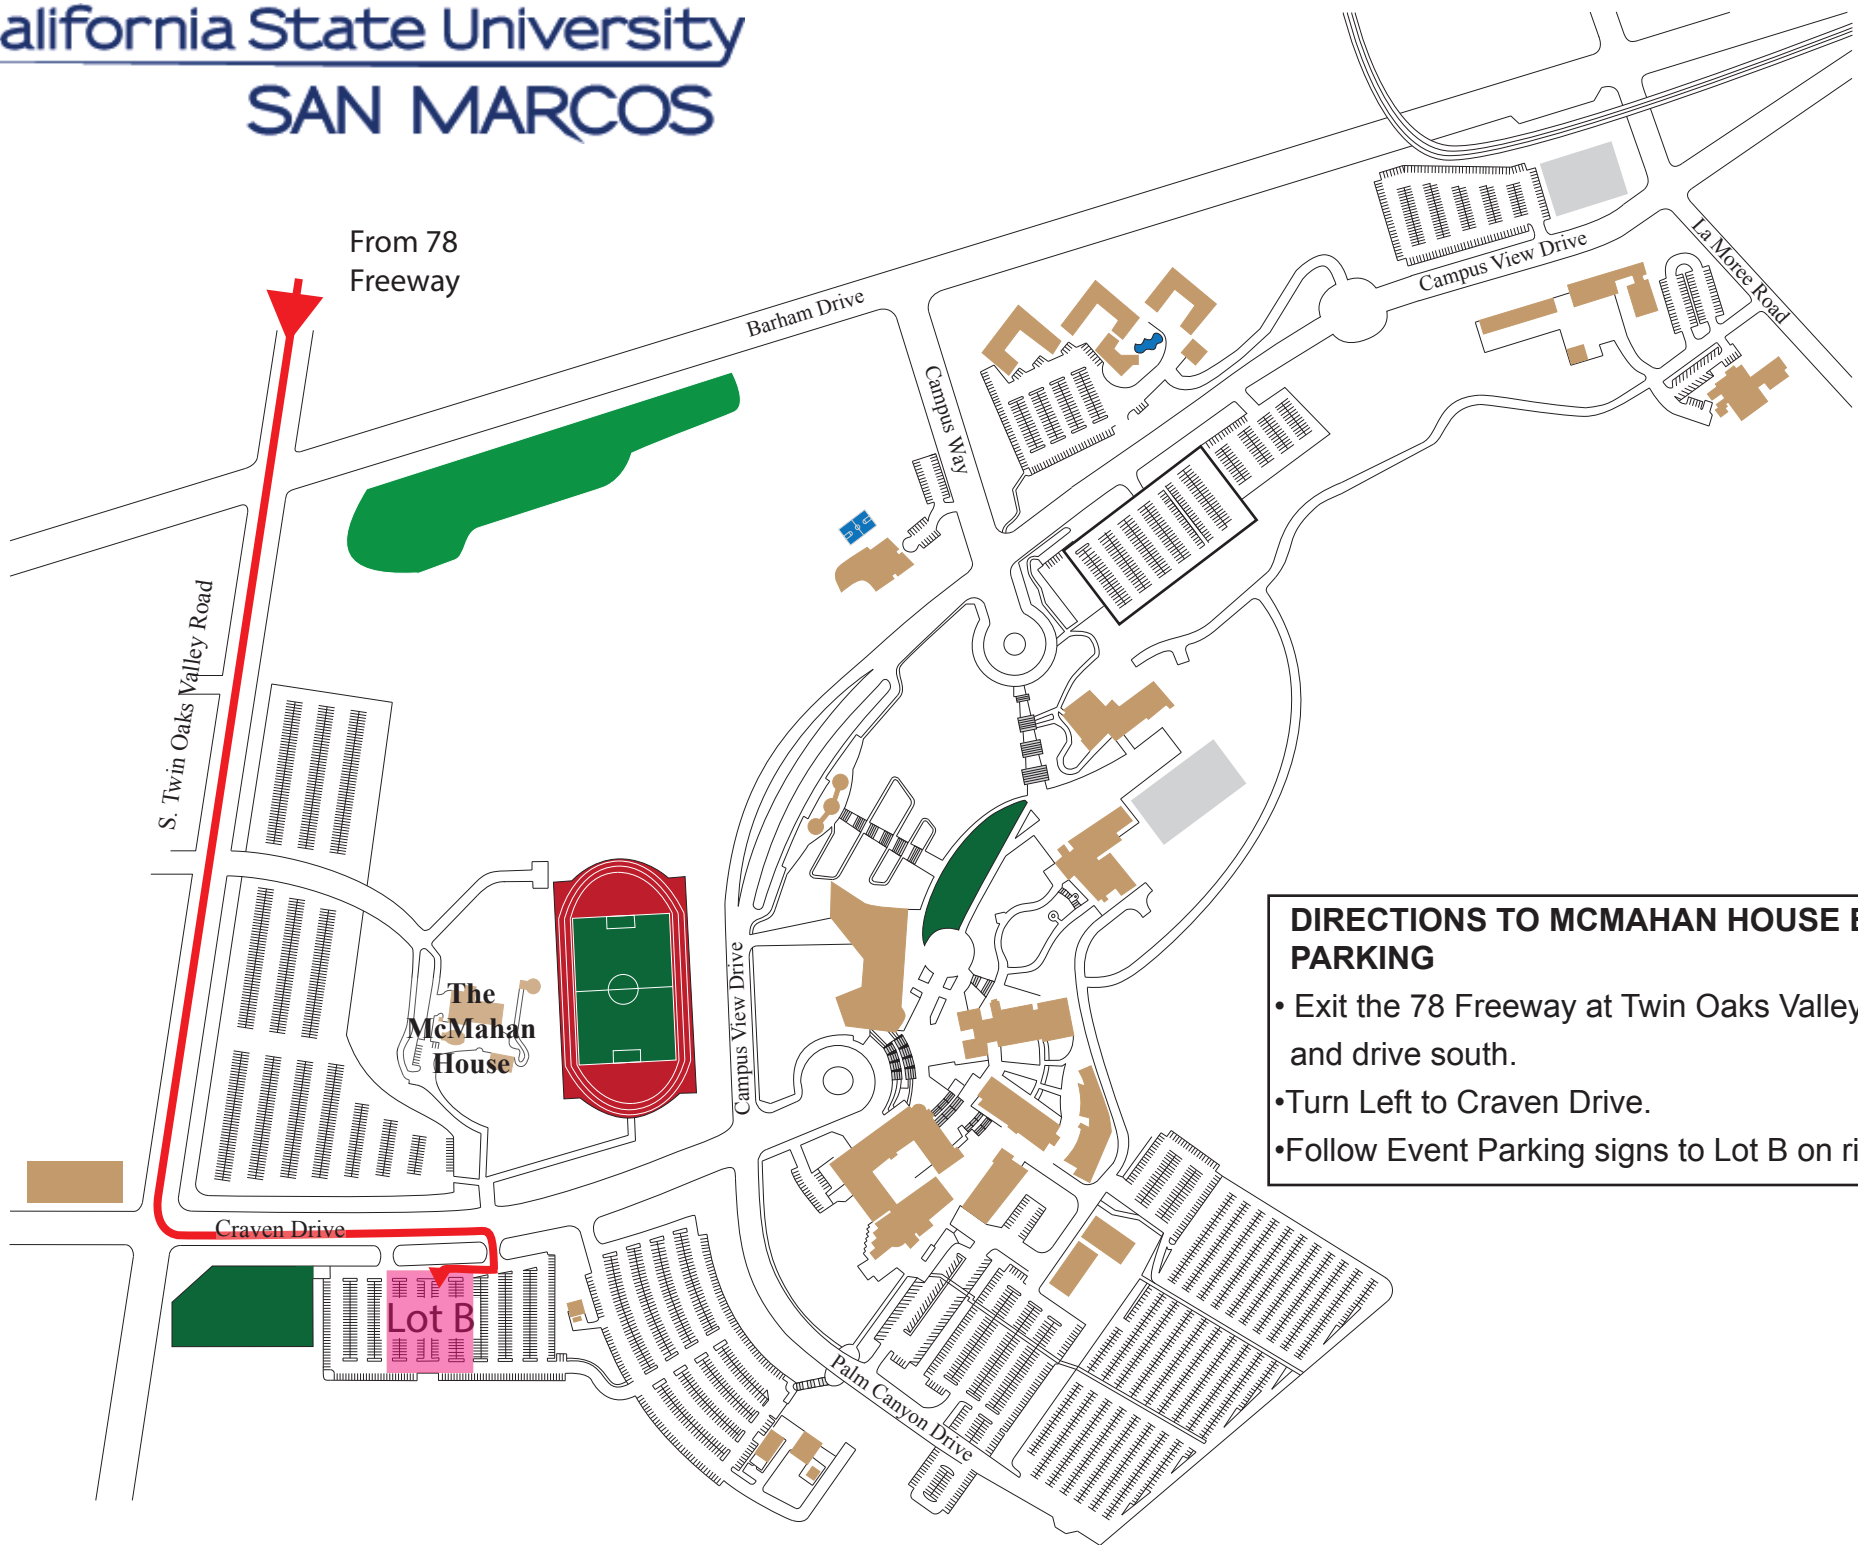 alifornia State University
SAN MARCOS
From 78
Freeway
Barham Drive
Campus View Drive
La Moree Road
Campus Way
S. Twin Oaks Valley Road
The
McMahan
House
Campus View Drive
DIRECTIONS TO MCMAHAN HOUSE
PARKING
• Exit the 78 Freeway at Twin Oaks Valley
and drive south.
•Turn Left to Craven Drive.
•Follow Event Parking signs to Lot B on
Craven Drive
Lot B
Palm Canyon Drive